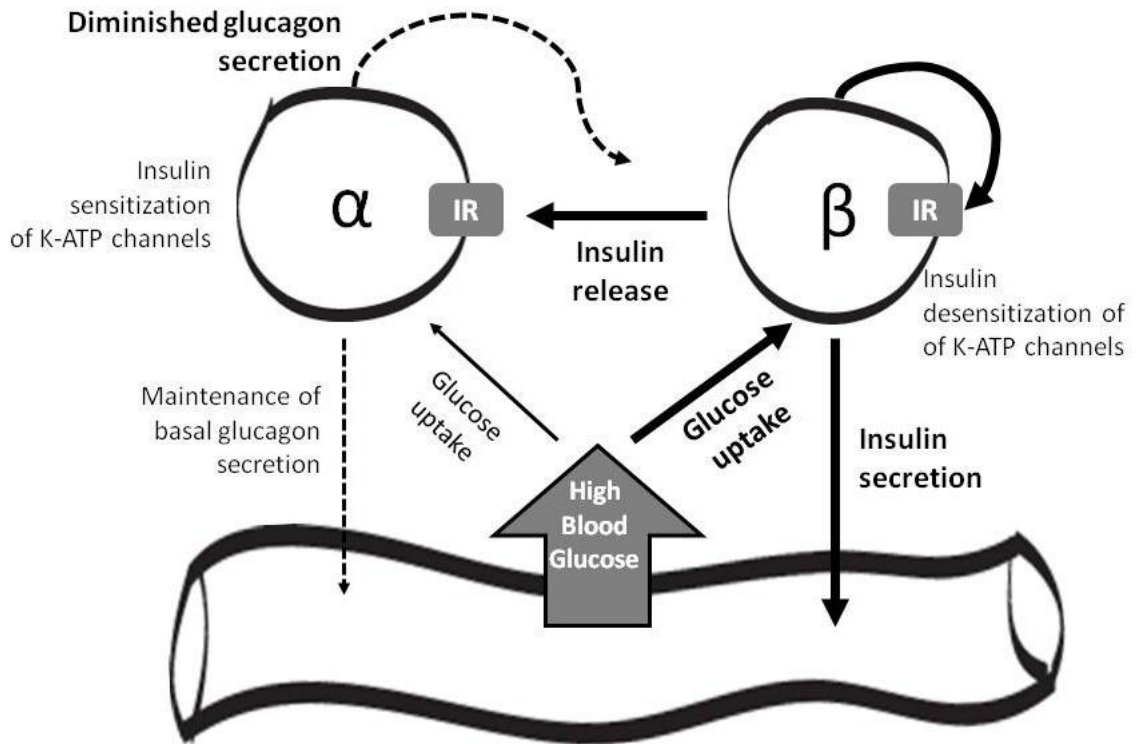 Diminished glucagon
secretion
Insulin
sensitization
of K-ATP channels
α
IR
Insulin
release
β
IR
Insulin
desensitization of
of K-ATP channels
Maintenance of
basal glucagon
secretion
Glucose
uptake
Glucose
uptake
Insulin
secretion
High
Blood
Glucose